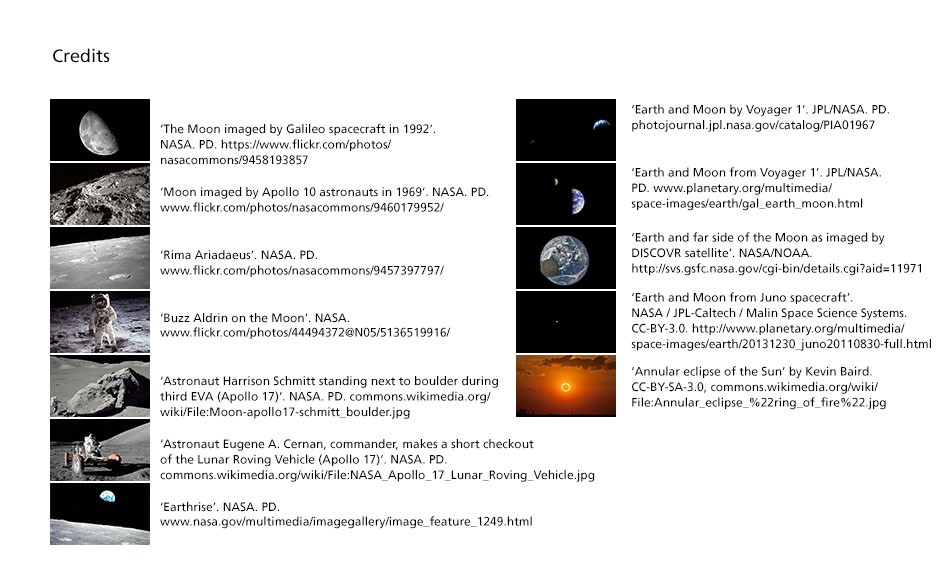 Credits
‘The Moon imaged by Galileo spacecraft in 1992’.
NASA. PD. https://www.flickr.com/photos/
nasacommons/9458193857
‘Moon imaged by Apollo 10 astronauts in 1969’. NASA. PD.
www.flickr.com/photos/nasacommons/9460179952/
‘Rima Ariadaeus’. NASA. PD.
www.flickr.com/photos/nasacommons/9457397797/
‘Buzz Aldrin on the Moon’. NASA.
www.flickr.com/photos/44494372@N05/5136519916/
‘Astronaut Harrison Schmitt standing next to boulder during
third EVA (Apollo 17)’. NASA. PD. commons.wikimedia.org/
wiki/File:Moon-apollo17-schmitt_boulder.jpg
‘Astronaut Eugene A. Cernan, commander, makes a short checkout
of the Lunar Roving Vehicle (Apollo 17)’. NASA. PD.
commons.wikimedia.org/wiki/File:NASA_Apollo_17_Lunar_Roving_Vehicle.jpg
‘Earthrise’. NASA. PD.
www.nasa.gov/multimedia/imagegallery/image_feature_1249.html
‘Earth and Moon by Voyager 1’. JPL/NASA. PD.
photojournal.jpl.nasa.gov/catalog/PIA01967
‘Earth and Moon from Voyager 1’. JPL/NASA.
PD. www.planetary.org/multimedia/
space-images/earth/gal_earth_moon.html
‘Earth and far side of the Moon as imaged by
DISCOVR satellite’. NASA/NOAA.
http://svs.gsfc.nasa.gov/cgi-bin/details.cgi?aid=11971
‘Earth and Moon from Juno spacecraft’.
NASA / JPL-Caltech / Malin Space Science Systems.
CC-BY-3.0. http://www.planetary.org/multimedia/
space-images/earth/20131230_juno20110830-full.html
‘Annular eclipse of the Sun’ by Kevin Baird.
CC-BY-SA-3.0, commons.wikimedia.org/wiki/
File:Annular_eclipse_%22ring_of_fire%22.jpg